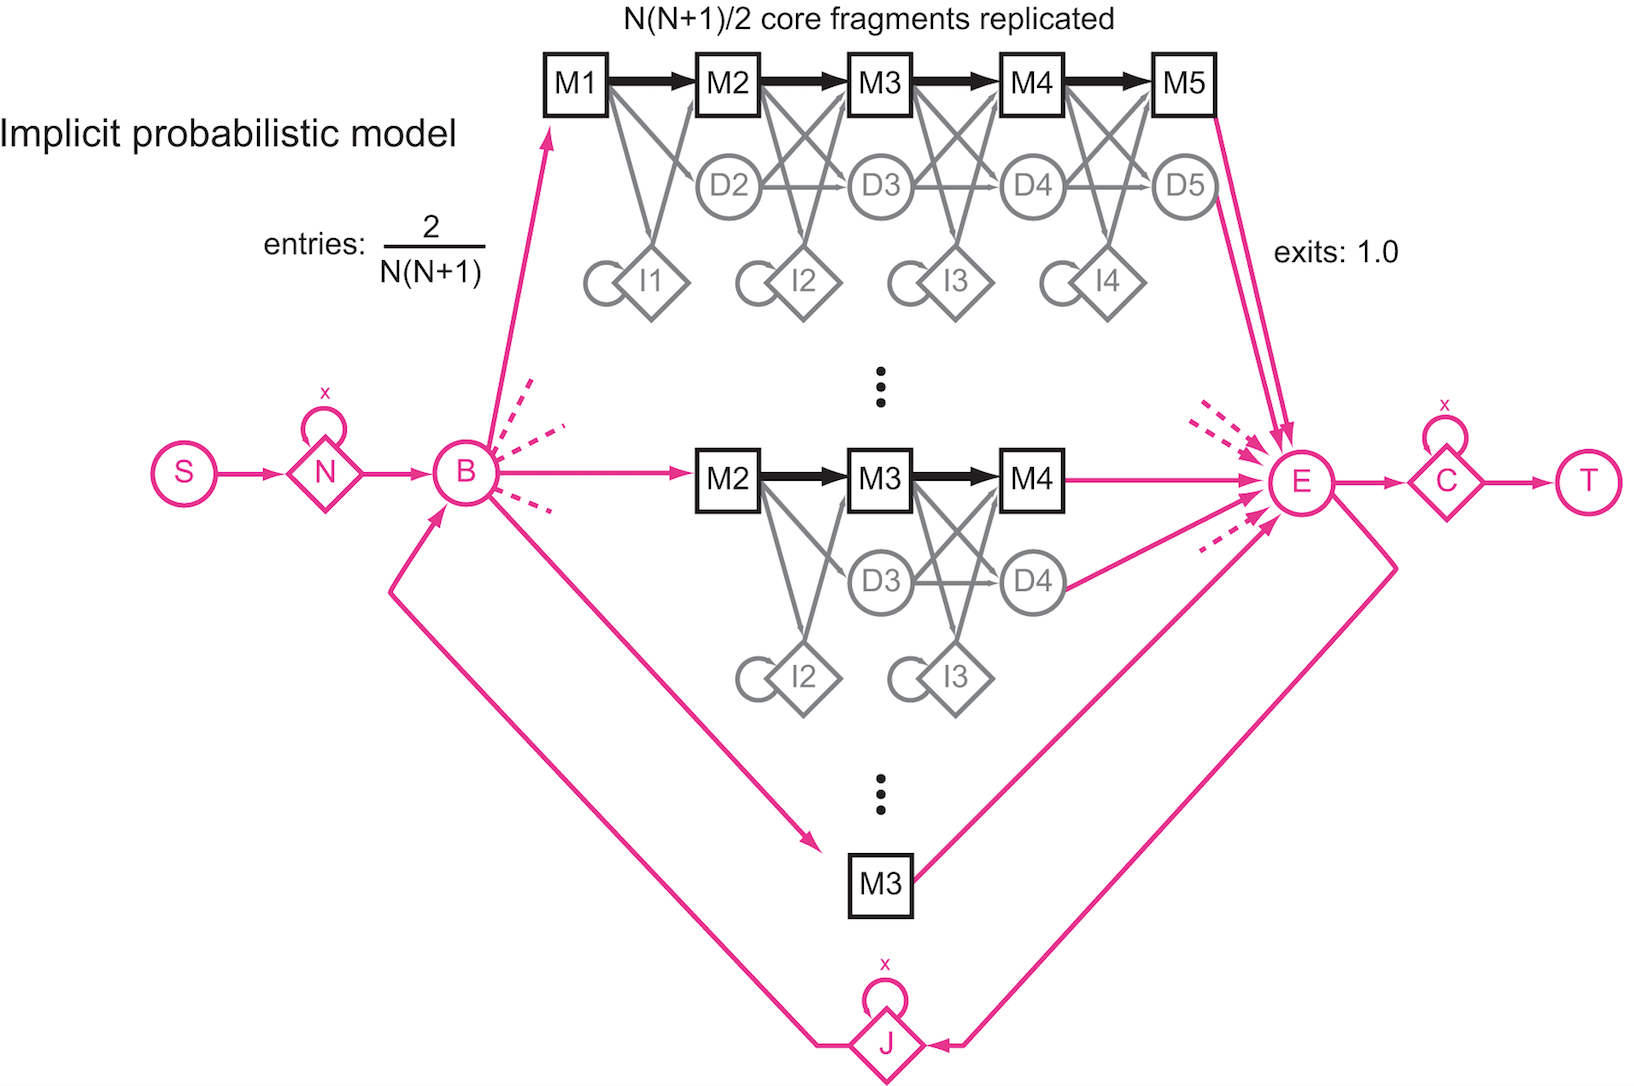 N(N+1)/2 core fragments replicated
M1 M2 M3 M4 M5
Implicit probabilistic model
D2 D3 D4 D5
entries: 2
N(N+1)
exits: 1.0
I1 I2 I3 I4
x
x
S N B
M2 M3 M4
E C T
D3 D4
I2 I3
M3
x
J